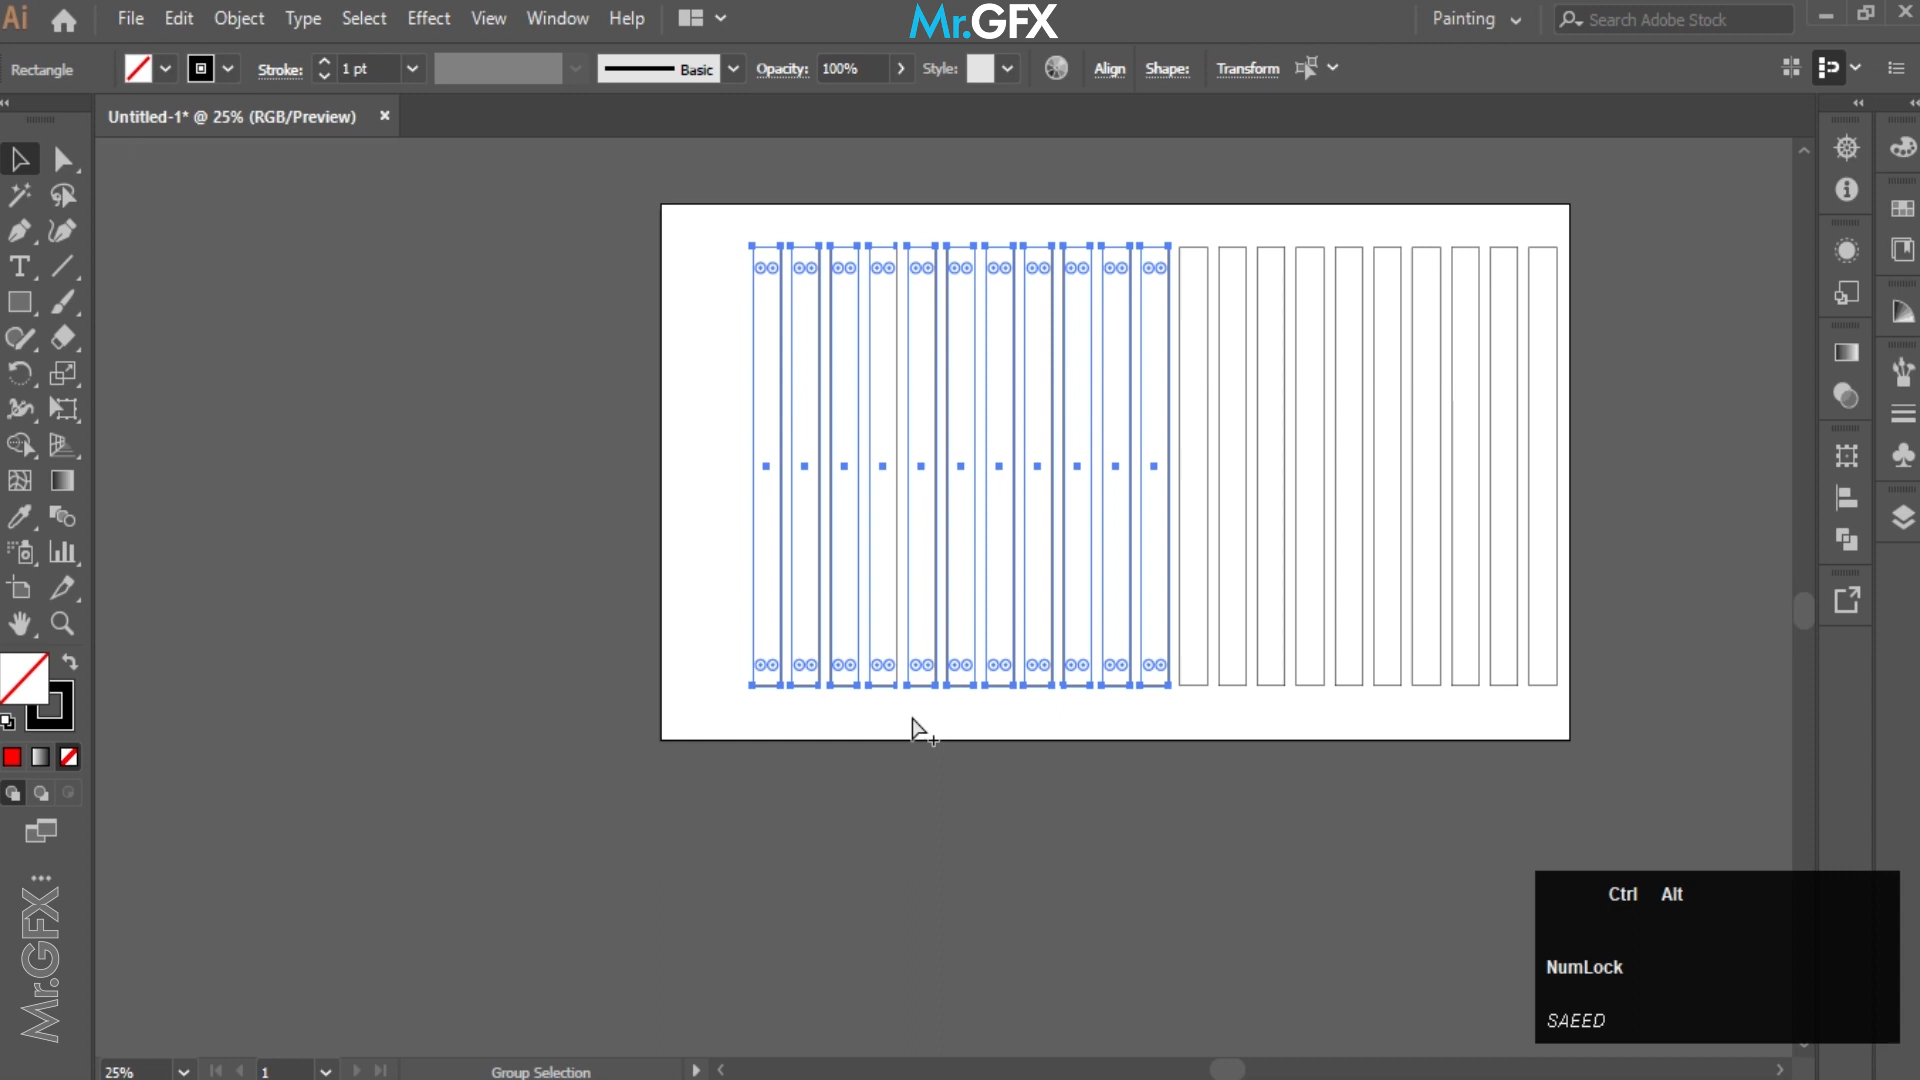 Ai File Edit Object Type Select Effect View Window Help Mr.GFX Painting Search Adobe Stock
Rectangle Stroke: 1 pt Basic Opacity: 100% Style: Align Shape: Transform
Untitled-1* @ 25% (RGB/Preview)
Ctrl Alt
NumLock
SAEED
Mr.GFX
25% 1 Group Selection